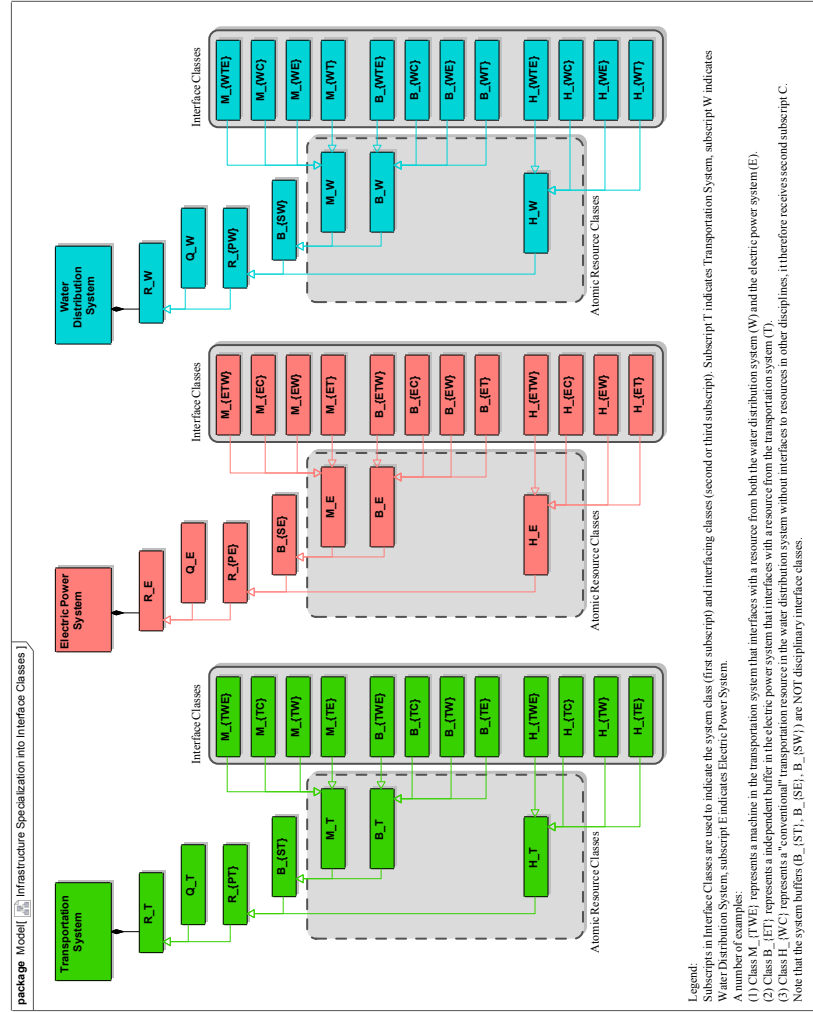 package Model[ Infrastructure Specialization into Interface Classes ]
Transportation
System
R_T
Q_T
R_{PT}
B_{ST}
M_T
B_T
H_T
Atomic Resource Classes
Interface Classes
M_{TWE}
M_{TC}
M_{TW}
M_{TE}
B_{TWE}
B_{TC}
B_{TW}
B_{TE}
H_{TWE}
H_{TC}
H_{TW}
H_{TE}
Electric Power
System
R_E
Q_E
R_{PE}
B_{SE}
M_E
B_E
H_E
Atomic Resource Classes
Interface Classes
M_{ETW}
M_{EC}
M_{EW}
M_{ET}
B_{ETW}
B_{EC}
B_{EW}
B_{ET}
H_{ETW}
H_{EC}
H_{EW}
H_{ET}
Water
Distribution
System
R_W
Q_W
R_{PW}
B_{SW}
M_W
B_W
H_W
Atomic Resource Classes
Interface Classes
M_{WTE}
M_{WC}
M_{WE}
M_{WT}
B_{WTE}
B_{WC}
B_{WE}
B_{WT}
H_{WTE}
H_{WC}
H_{WE}
H_{WT}
Legend:
Subscripts in Interface Classes are used to indicate the system class (first subscript) and interfacing classes (second or third subscript). Subscript T indicates Transportation System, subscript W indicates
Water Distribution System, subscript E indicates Electric Power System.
A number of examples:
(1) Class M_{TWE} represents a machine in the transportation system that interfaces with a resource from both the water distribution system (W) and the electric power system (E).
(2) Class B_{ET} represents a independent buffer in the electric power system that interfaces with a resource from the transportation system (T).
(3) Class H_{WC} represents a "conventional" transportation resource in the water distribution system without interfaces to resources in other disciplines, it therefore receives second subscript C.
Note that the system buffers (B_{ST}, B_{SE}, B_{SW}) are NOT disciplinary interface classes.